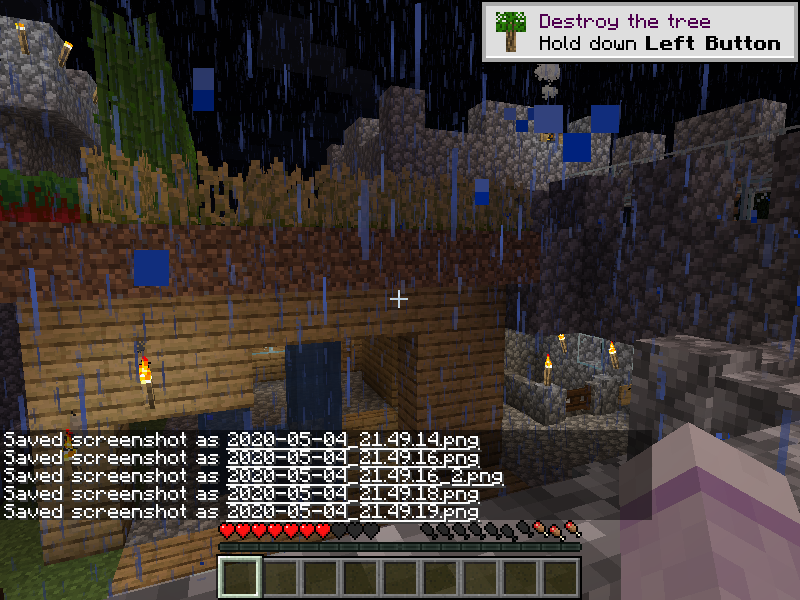 Destroy the tree
Hold down Left Button
Saved screenshot as 2020-05-04_21.49.14.png
Saved screenshot as 2020-05-04_21.49.16.png
Saved screenshot as 2020-05-04_21.49.16_2.png
Saved screenshot as 2020-05-04_21.49.18.png
Saved screenshot as 2020-05-04_21.49.19.png